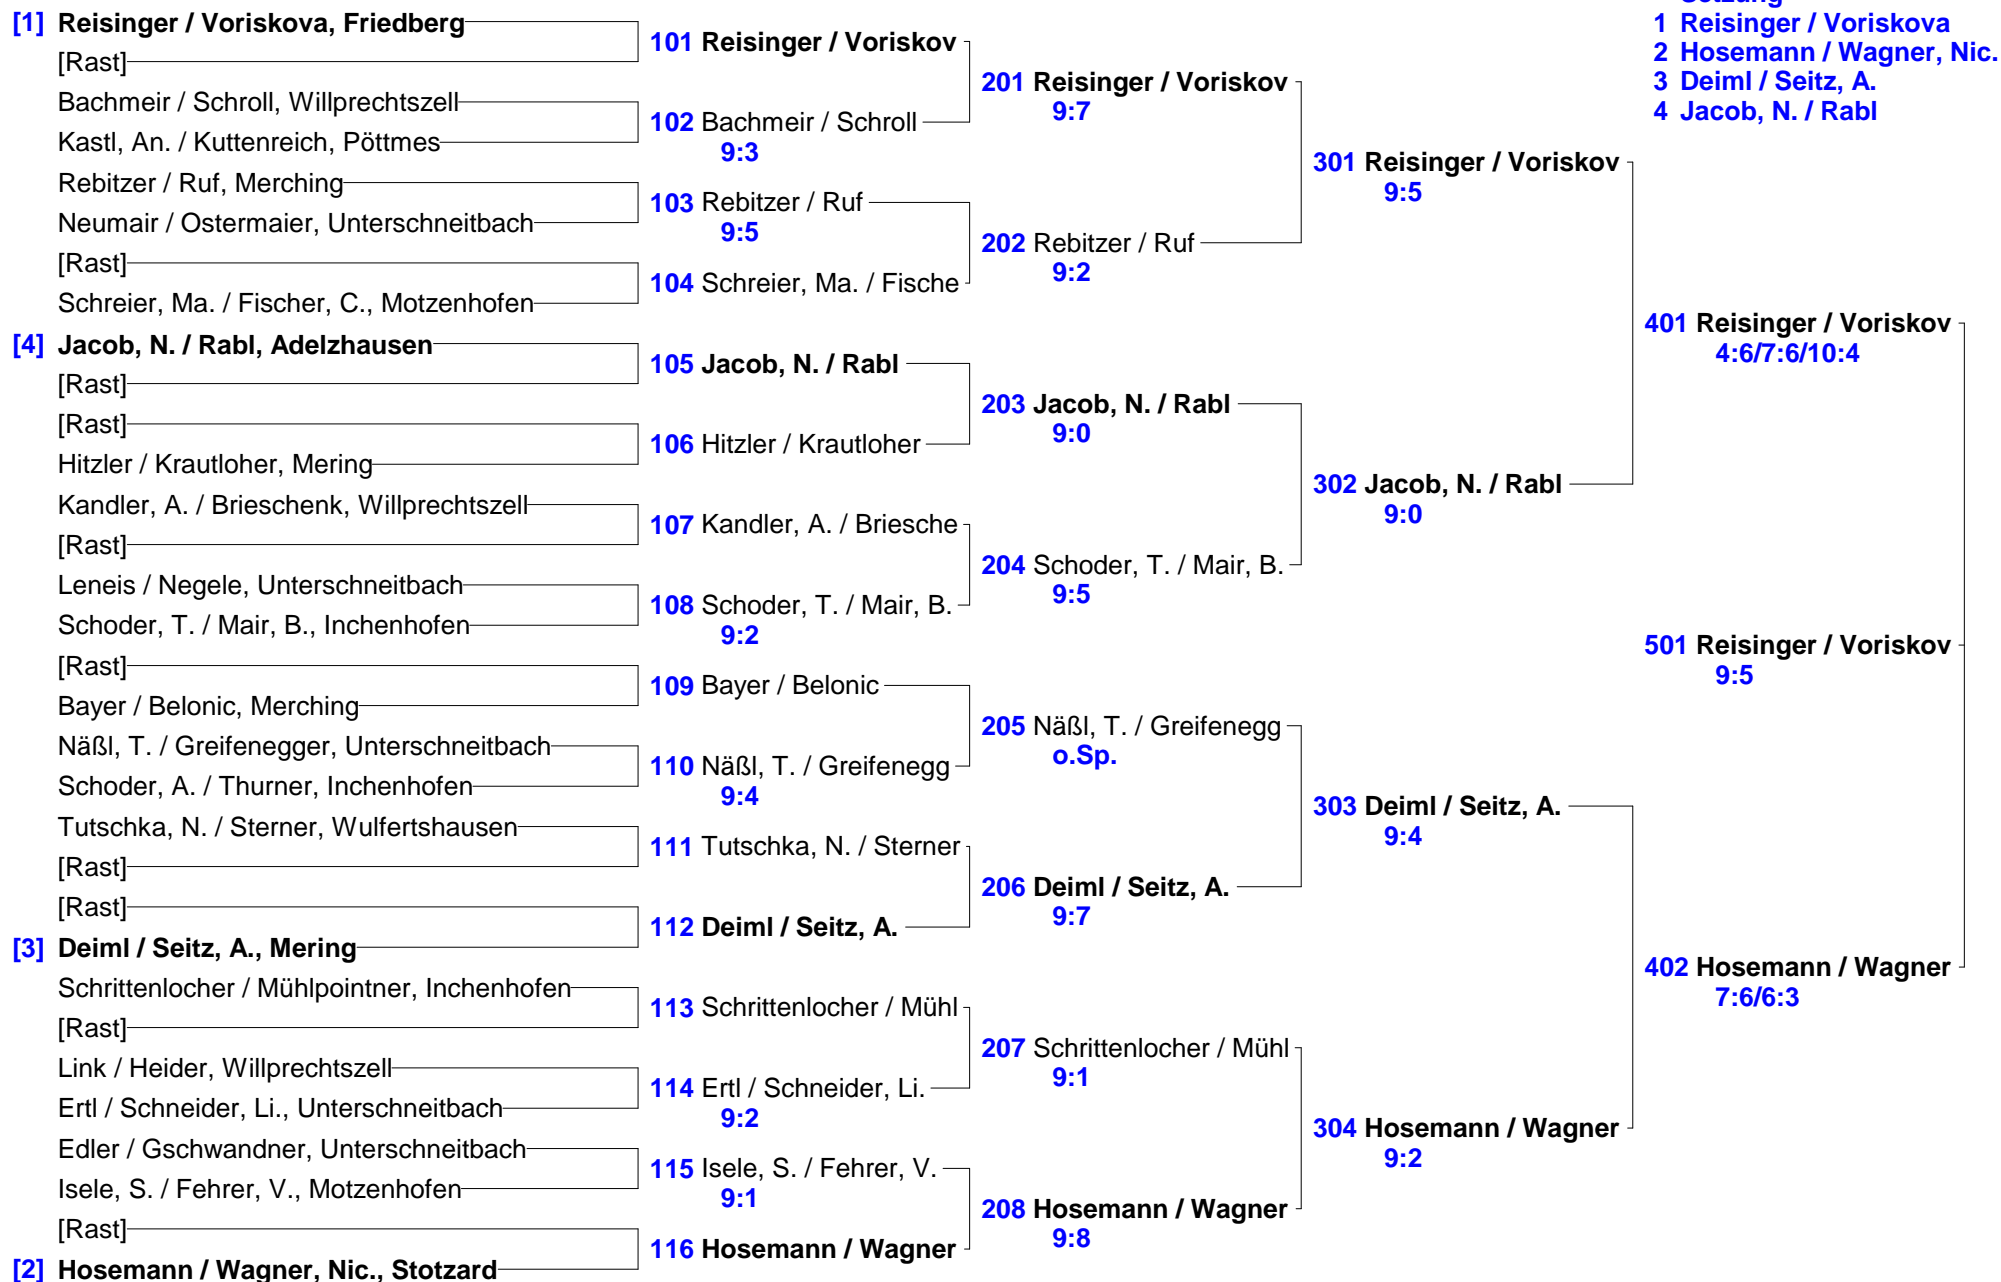 [1] Reisinger / Voriskova, Friedberg
[Rast]
Bachmeir / Schroll, Willprechtszell
Kastl, An. / Kuttenreich, Pöttmes
Rebitzer / Ruf, Merching
Neumair / Ostermaier, Unterschneitbach
[Rast]
Schreier, Ma. / Fischer, C., Motzenhofen
[4] Jacob, N. / Rabl, Adelzhausen
[Rast]
[Rast]
Hitzler / Krautloher, Mering
Kandler, A. / Brieschenk, Willprechtszell
[Rast]
Leneis / Negele, Unterschneitbach
Schoder, T. / Mair, B., Inchenhofen
[Rast]
Bayer / Belonic, Merching
Näßl, T. / Greifenegger, Unterschneitbach
Schoder, A. / Thurner, Inchenhofen
Tutschka, N. / Sterner, Wulfertshausen
[Rast]
[Rast]
[3] Deiml / Seitz, A., Mering
Schrittenlocher / Mühlpointner, Inchenhofen
[Rast]
Link / Heider, Willprechtszell
Ertl / Schneider, Li., Unterschneitbach
Edler / Gschwandner, Unterschneitbach
Isele, S. / Fehrer, V., Motzenhofen
[Rast]
[2] Hosemann / Wagner, Nic., Stotzard
101 Reisinger / Voriskov
102 Bachmeir / Schroll
9:3
103 Rebitzer / Ruf
9:5
104 Schreier, Ma. / Fische
105 Jacob, N. / Rabl
106 Hitzler / Krautloher
107 Kandler, A. / Briesche
108 Schoder, T. / Mair, B.
9:2
109 Bayer / Belonic
110 Näßl, T. / Greifenegg
9:4
111 Tutschka, N. / Sterner
112 Deiml / Seitz, A.
113 Schrittenlocher / Mühl
114 Ertl / Schneider, Li.
9:2
115 Isele, S. / Fehrer, V.
9:1
116 Hosemann / Wagner
201 Reisinger / Voriskov
9:7
202 Rebitzer / Ruf
9:2
203 Jacob, N. / Rabl
9:0
204 Schoder, T. / Mair, B.
9:5
205 Näßl, T. / Greifenegg
o.Sp.
206 Deiml / Seitz, A.
9:7
207 Schrittenlocher / Mühl
9:1
208 Hosemann / Wagner
9:8
301 Reisinger / Voriskov
9:5
302 Jacob, N. / Rabl
9:0
303 Deiml / Seitz, A.
9:4
304 Hosemann / Wagner
9:2
Setzung
1 Reisinger / Voriskova
2 Hosemann / Wagner, Nic.
3 Deiml / Seitz, A.
4 Jacob, N. / Rabl
401 Reisinger / Voriskov
4:6/7:6/10:4
501 Reisinger / Voriskov
9:5
402 Hosemann / Wagner
7:6/6:3